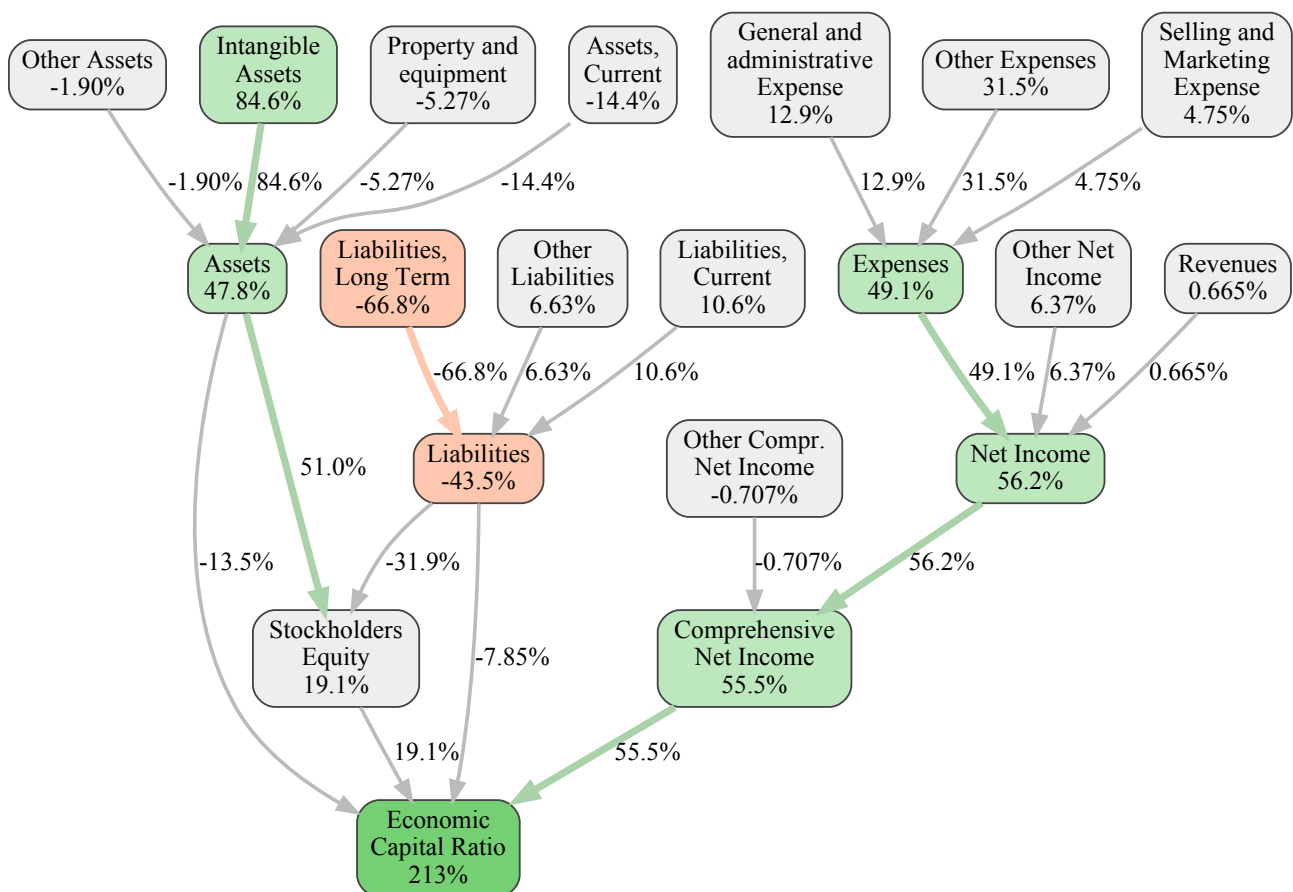 Other Assets
-1.90%
Intangible
Assets
84.6%
Property and
equipment
-5.27%
Assets,
Current
-14.4%
General and
administrative
Expense
12.9%
Other Expenses
31.5%
Selling and
Marketing
Expense
4.75%
-1.90%
84.6%
-5.27%
-14.4%
12.9%
31.5%
4.75%
Assets
47.8%
Liabilities,
Long Term
-66.8%
Other
Liabilities
6.63%
Liabilities,
Current
10.6%
Expenses
49.1%
Other Net
Income
6.37%
Revenues
0.665%
-66.8%
6.63%
10.6%
49.1%
6.37%
0.665%
51.0%
Liabilities
-43.5%
Other Compr.
Net Income
-0.707%
Net Income
56.2%
-13.5%
-31.9%
-0.707%
56.2%
Stockholders
Equity
19.1%
-7.85%
Comprehensive
Net Income
55.5%
19.1%
55.5%
Economic
Capital Ratio
213%